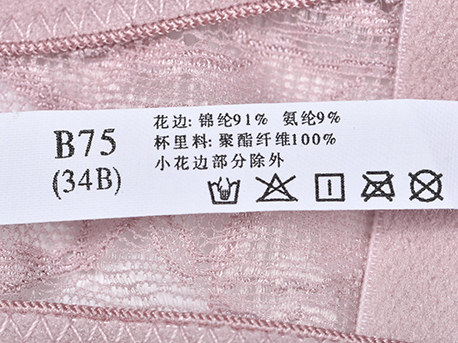 B75
(34B)
花边: 锦纶91% 氨纶9%
杯里料: 聚酯纤维100%
小花边部分除外